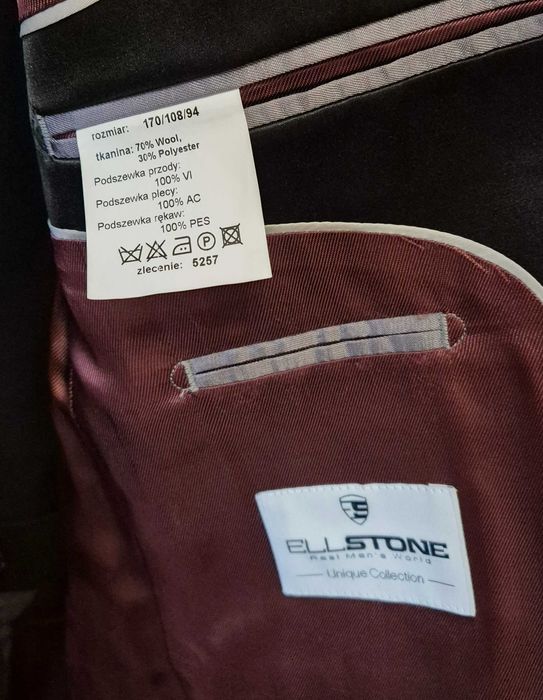 rozmiar: 170/108/94
tkanina: 70% Wool,
30% Polyester
Podszewka przody:
100% VI
Podszewka plecy:
100% AC
Podszewka rękaw:
100% PES
P
zlecenie: 5257
ELLSTONE
Real Men's World
Unique Collection